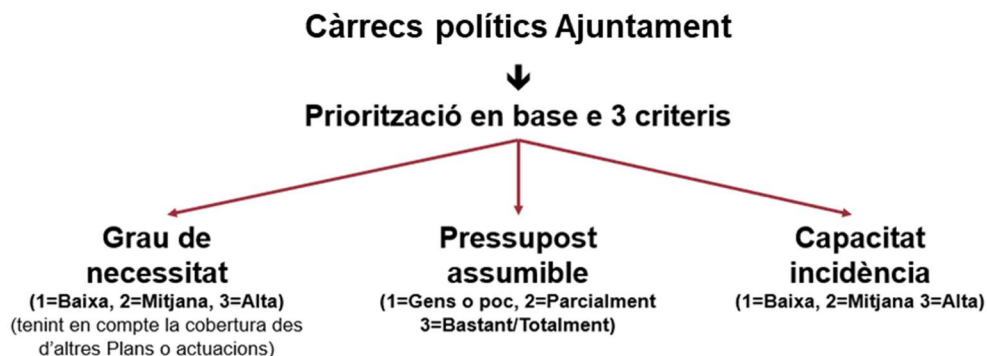 Càrrecs polítics Ajuntament
Priorització en base e 3 criteris
Grau de
necessitat
(1=Baixa, 2=Mitjana, 3=Alta)
(tenint en compte la cobertura des
d'altres Plans o actuacions)
Pressupost
assumible
(1=Gens o poc, 2=Parcialment
3=Bastant/Totalment)
Capacitat
incidència
(1=Baixa, 2=Mitjana 3=Alta)